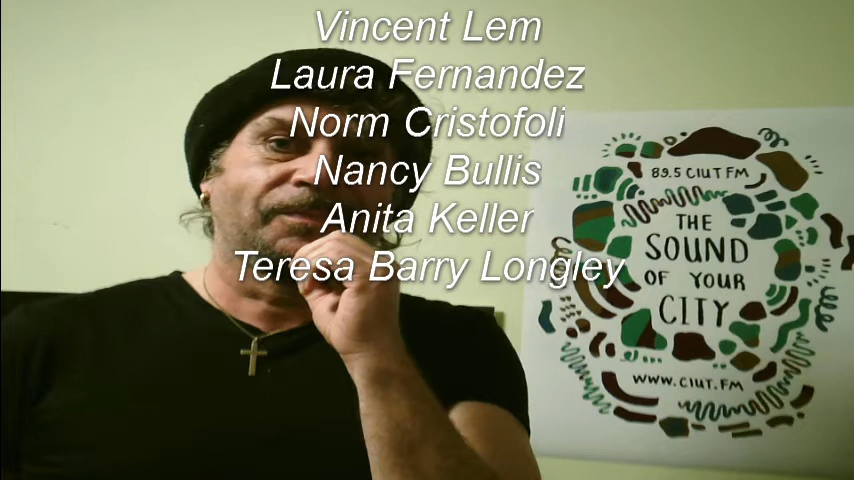 Vincent Lem
Laura Fernandez
Norm Cristofoli
Nancy Bullis
Anita Keller
Teresa Barry Longley
89.5 CIUT FM
THE
SOUND
OF YOUR
CITY
WWW.CIUT.FM